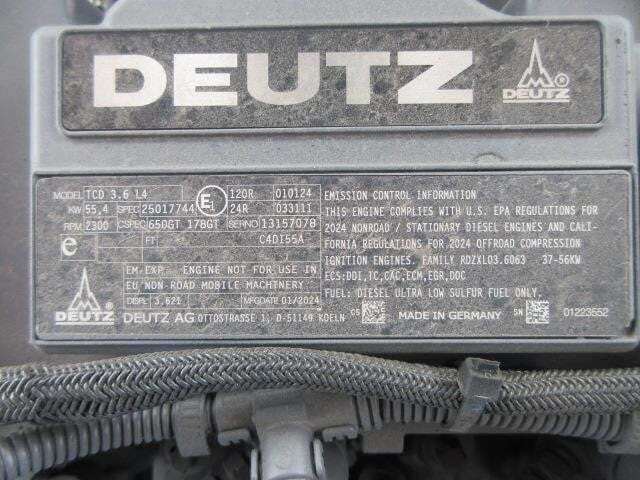 DEUTZ
® DEUTZ
MODEL TCD 3.6 L4
KW 55,4 SPEC 25017744
RPM 2300 CSPEC 650GT 178GT
E1 120R 010124
24R 033111
SERNO 13157078
e FT C4D155A
EM-EXP. ENGINE NOT FOR USE IN
EU NON-ROAD MOBILE MACHINERY
DISPL 3,621 MFGDATE 01/2024
DEUTZ
DEUTZ AG OTTOSTRASSE 1, D-51149 KOELN
EMISSION CONTROL INFORMATION
THIS ENGINE COMPLIES WITH U.S. EPA REGULATIONS FOR
2024 NONROAD / STATIONARY DIESEL ENGINES AND CALI-
FORNIA REGULATIONS FOR 2024 OFFROAD COMPRESSION
IGNITION ENGINES. FAMILY RDZXL03.6063 37-56KW
ECS:DDI,TC,CAC,ECM,EGR,DOC
FUEL: DIESEL ULTRA LOW SULFUR FUEL ONLY.
CS MADE IN GERMANY SN 01223552